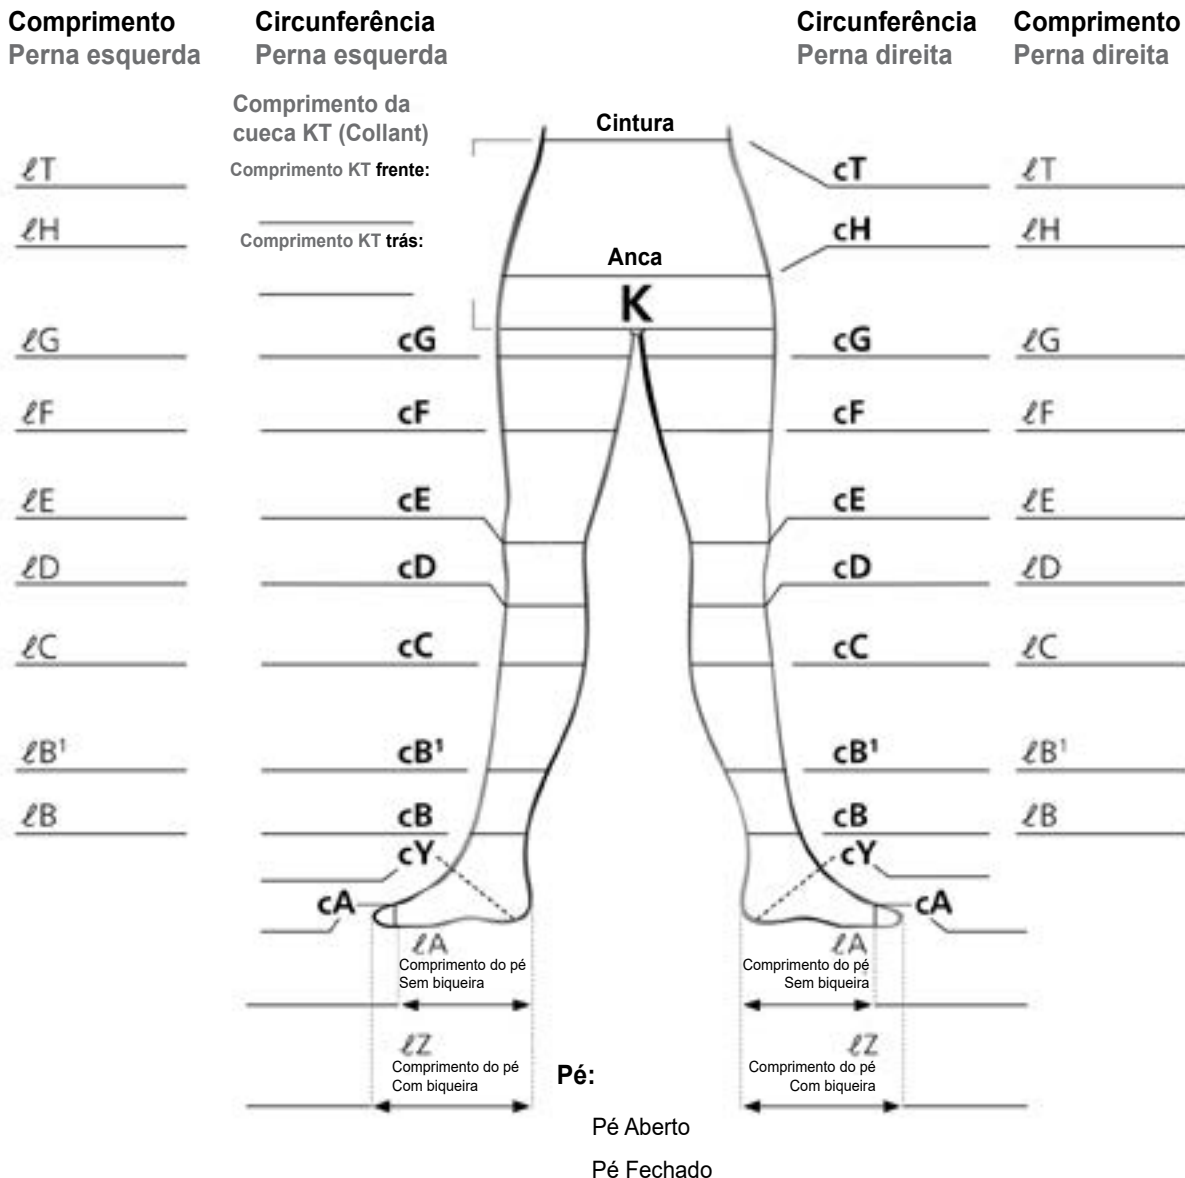 Comprimento
Perna esquerda
Circunferência
Perna esquerda
Circunferência
Perna direita
Comprimento
Perna direita
Comprimento da
cueca KT (Collant)
Cintura
Comprimento KT frente:
ℓT
cT
ℓT
ℓH
Comprimento KT trás:
cH
ℓH
Anca
K
ℓG
cG
cG
ℓG
ℓF
cF
cF
ℓF
ℓE
cE
cE
ℓE
ℓD
cD
cD
ℓD
ℓC
cC
cC
ℓC
ℓB¹
cB¹
cB¹
ℓB¹
ℓB
cB
cB
ℓB
cY
cY
cA
cA
ℓA
Comprimento do pé
Sem biqueira
ℓA
Comprimento do pé
Sem biqueira
ℓZ
Comprimento do pé
Com biqueira
ℓZ
Comprimento do pé
Com biqueira
Pé:
Pé Aberto
Pé Fechado